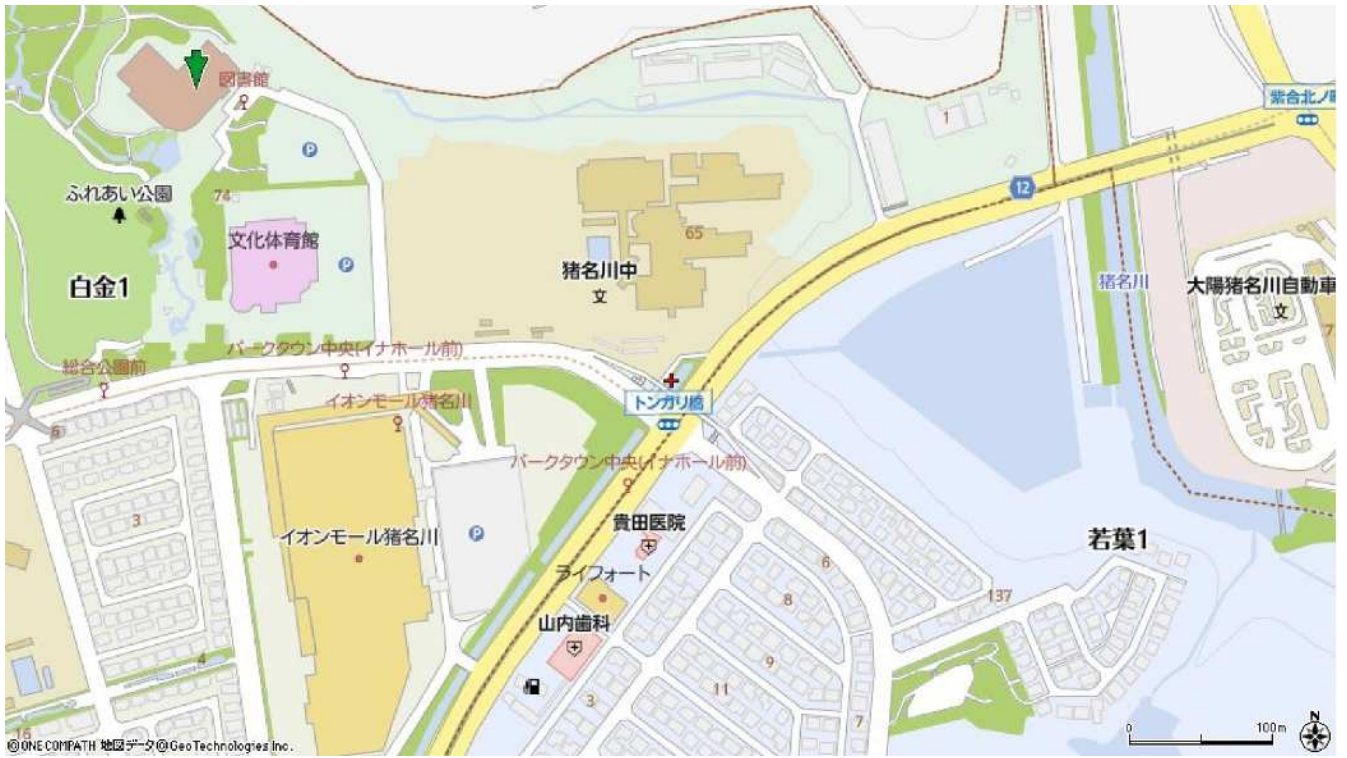 図書館
P
1
紫合北ノ町
12
ふれあい公園
74
文化体育館
P
65
猪名川中
文
白金1
猪名川
大陽猪名川自動車
文
7
パークタウン中央(イナホール前)
総合公園前
イオンモール猪名川
トンガリ橋
6
パークタウン中央(イナホール前)
3
貴田医院
イオンモール猪名川
P
若葉1
ライフォート
6
8
137
山内歯科
4
9
3
11
7
16
0
100m
N
©ONE COMPATH 地図データ©GeoTechnologies Inc.